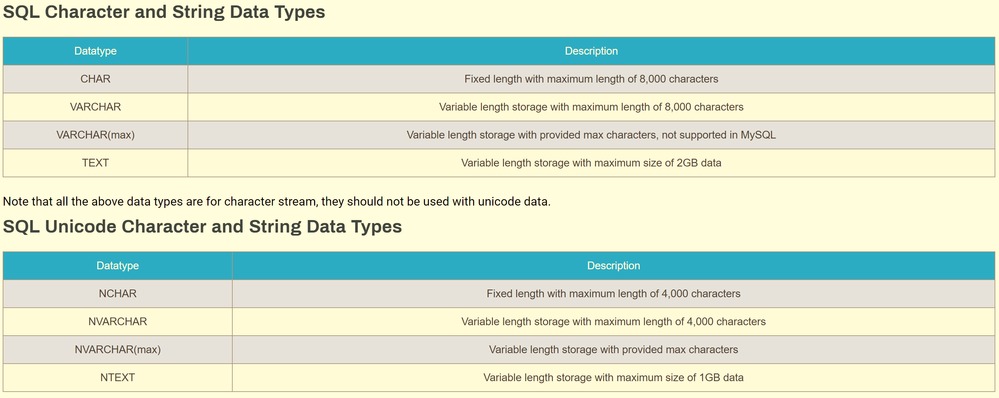 SQL Character and String Data Types
Datatype Description
CHAR Fixed length with maximum length of 8,000 characters
VARCHAR Variable length storage with maximum length of 8,000 characters
VARCHAR(max) Variable length storage with provided max characters, not supported in MySQL
TEXT Variable length storage with maximum size of 2GB data
Note that all the above data types are for character stream, they should not be used with unicode data.
SQL Unicode Character and String Data Types
Datatype Description
NCHAR Fixed length with maximum length of 4,000 characters
NVARCHAR Variable length storage with maximum length of 4,000 characters
NVARCHAR(max) Variable length storage with provided max characters
NTEXT Variable length storage with maximum size of 1GB data